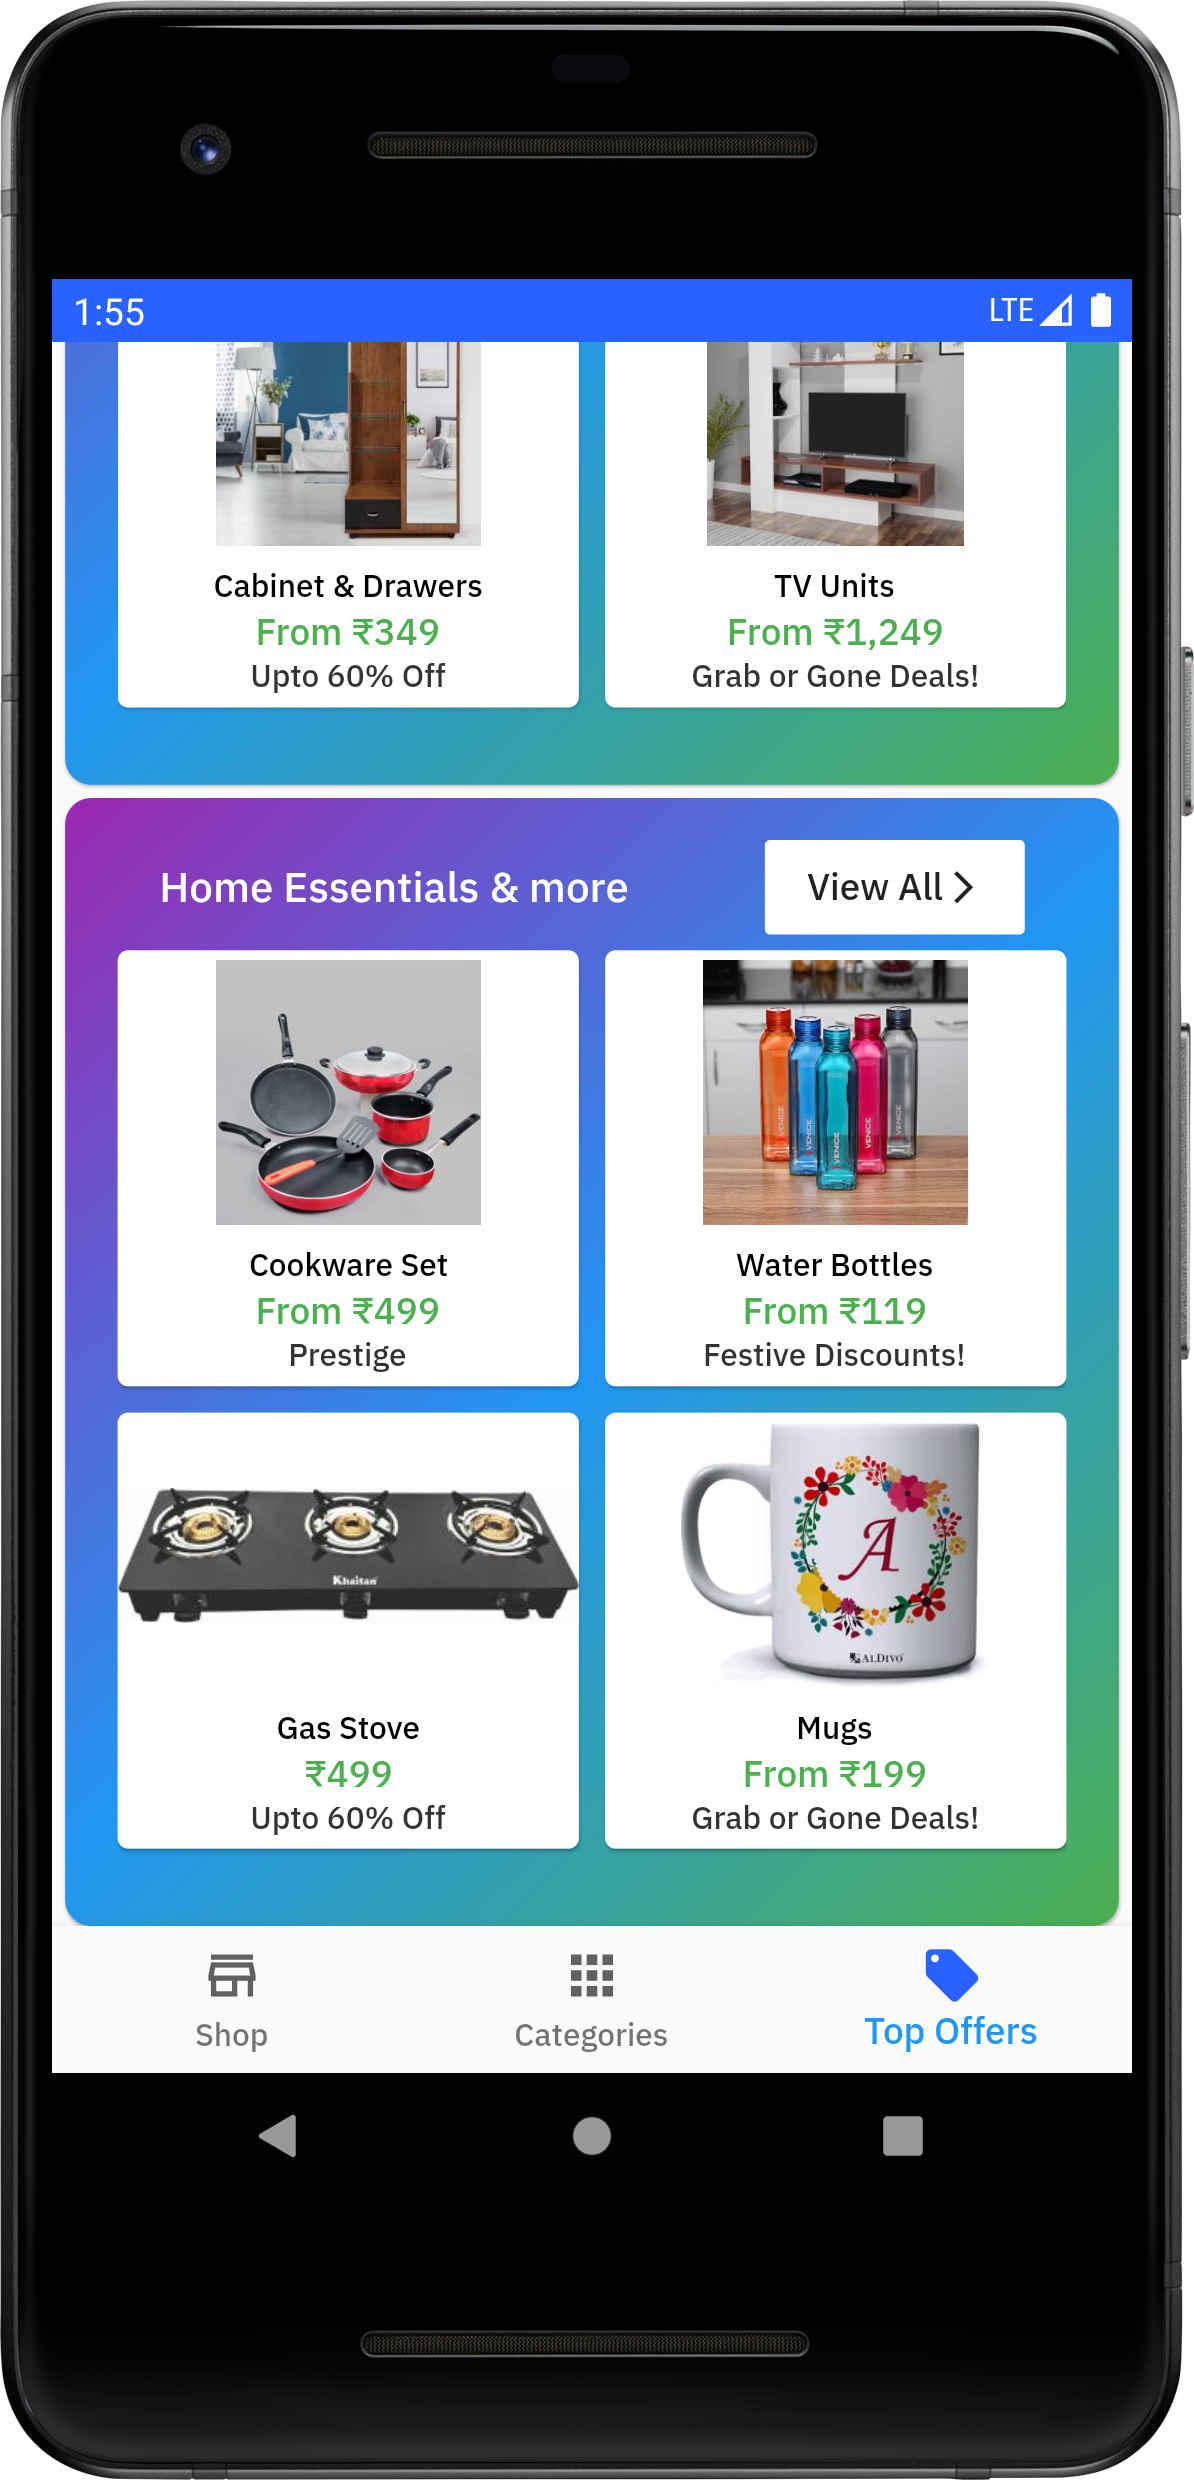 1:55
LTE
Cabinet & Drawers
From ₹349
Upto 60% Off
TV Units
From ₹1,249
Grab or Gone Deals!
Home Essentials & more
View All
VENICE
VENICE
VENICE
VENICE
VENICE
Cookware Set
From ₹499
Prestige
Water Bottles
From ₹119
Festive Discounts!
Khaitan
Gas Stove
₹499
Upto 60% Off
A
ALDIVO
Mugs
From ₹199
Grab or Gone Deals!
Shop
Categories
Top Offers